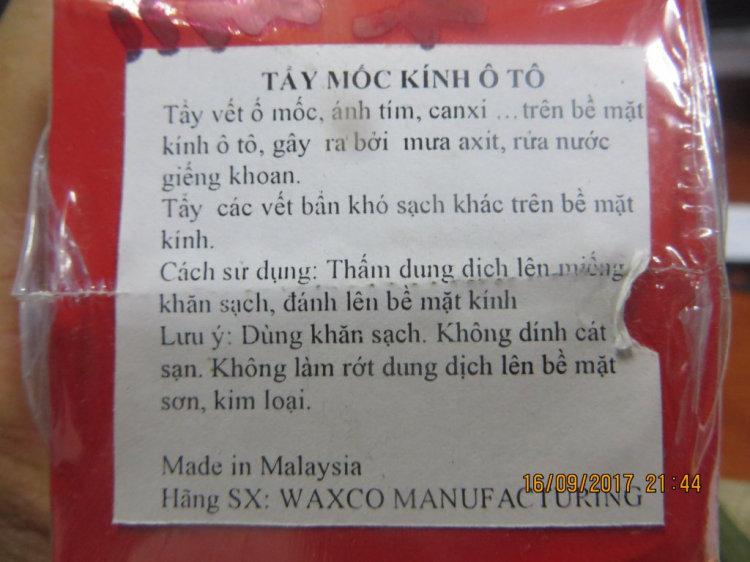 TẨY MỐC KÍNH Ô TÔ
Tẩy vết ố mốc, ánh tím, canxi ...trên bề mặt
kính ô tô, gây ra bởi mưa axit, rửa nước
giếng khoan.
Tẩy các vết bẩn khó sạch khác trên bề mặt
kính.
Cách sử dụng: Thấm dung dịch lên miếng
khăn sạch, đánh lên bề mặt kính
Lưu ý: Dùng khăn sạch. Không dính cát
sạn. Không làm rớt dung dịch lên bề mặt
sơn, kim loại.
Made in Malaysia
Hãng SX: WAXCO MANUFACTURING
16/09/2017 21:44